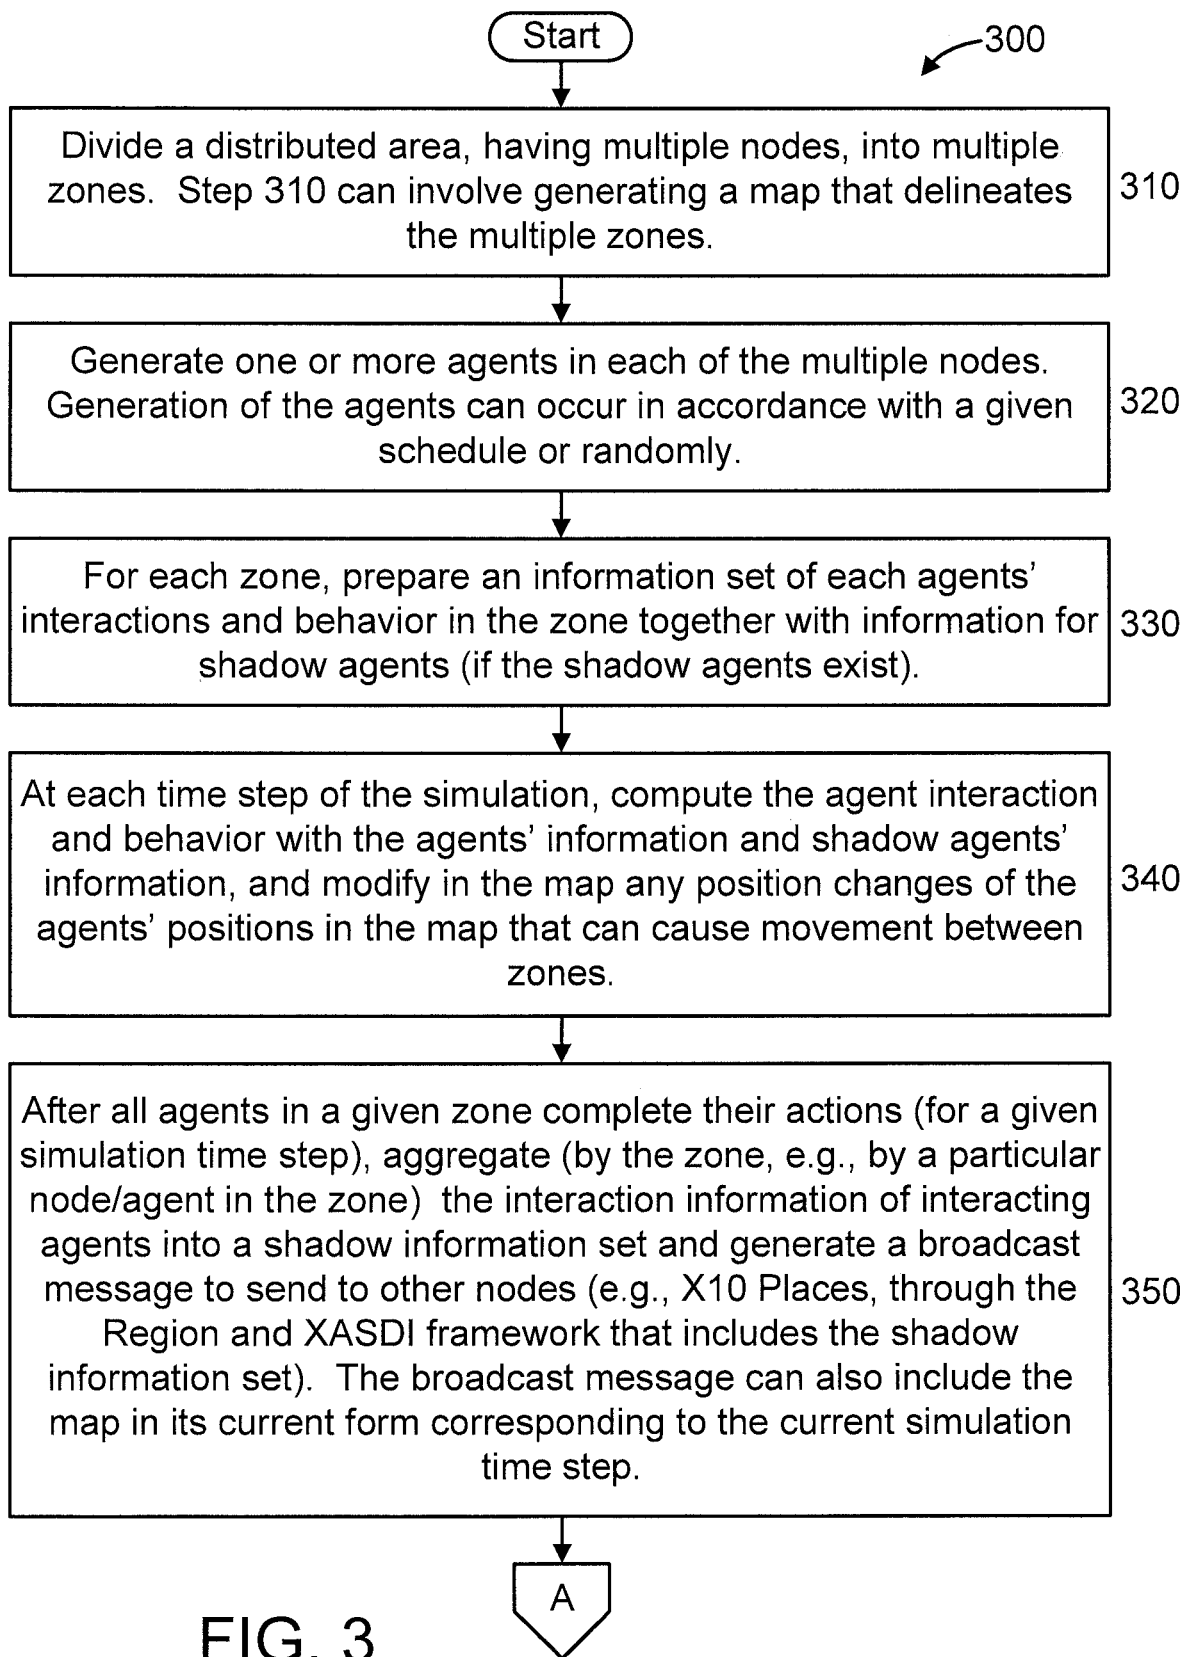 Start
300
Divide a distributed area, having multiple nodes, into multiple
zones. Step 310 can involve generating a map that delineates
the multiple zones.
310
Generate one or more agents in each of the multiple nodes.
Generation of the agents can occur in accordance with a given
schedule or randomly.
320
For each zone, prepare an information set of each agents’
interactions and behavior in the zone together with information for
shadow agents (if the shadow agents exist).
330
At each time step of the simulation, compute the agent interaction
and behavior with the agents’ information and shadow agents’
information, and modify in the map any position changes of the
agents’ positions in the map that can cause movement between
zones.
340
After all agents in a given zone complete their actions (for a given
simulation time step), aggregate (by the zone, e.g., by a particular
node/agent in the zone) the interaction information of interacting
agents into a shadow information set and generate a broadcast
message to send to other nodes (e.g., X10 Places, through the
Region and XASDI framework that includes the shadow
information set). The broadcast message can also include the
map in its current form corresponding to the current simulation
time step.
350
A
FIG. 3